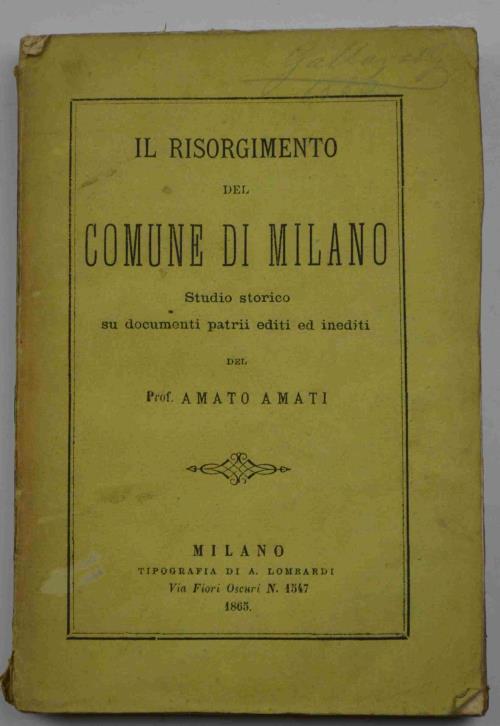 IL RISORGIMENTO
DEL
COMUNE DI MILANO
Studio storico
su documenti patrii editi ed inediti
DEL
Prof. AMATO AMATI
MILANO
TIPOGRAFIA DI A. LOMBARDI
Via Fiori Oscuri N. 1547
1865.